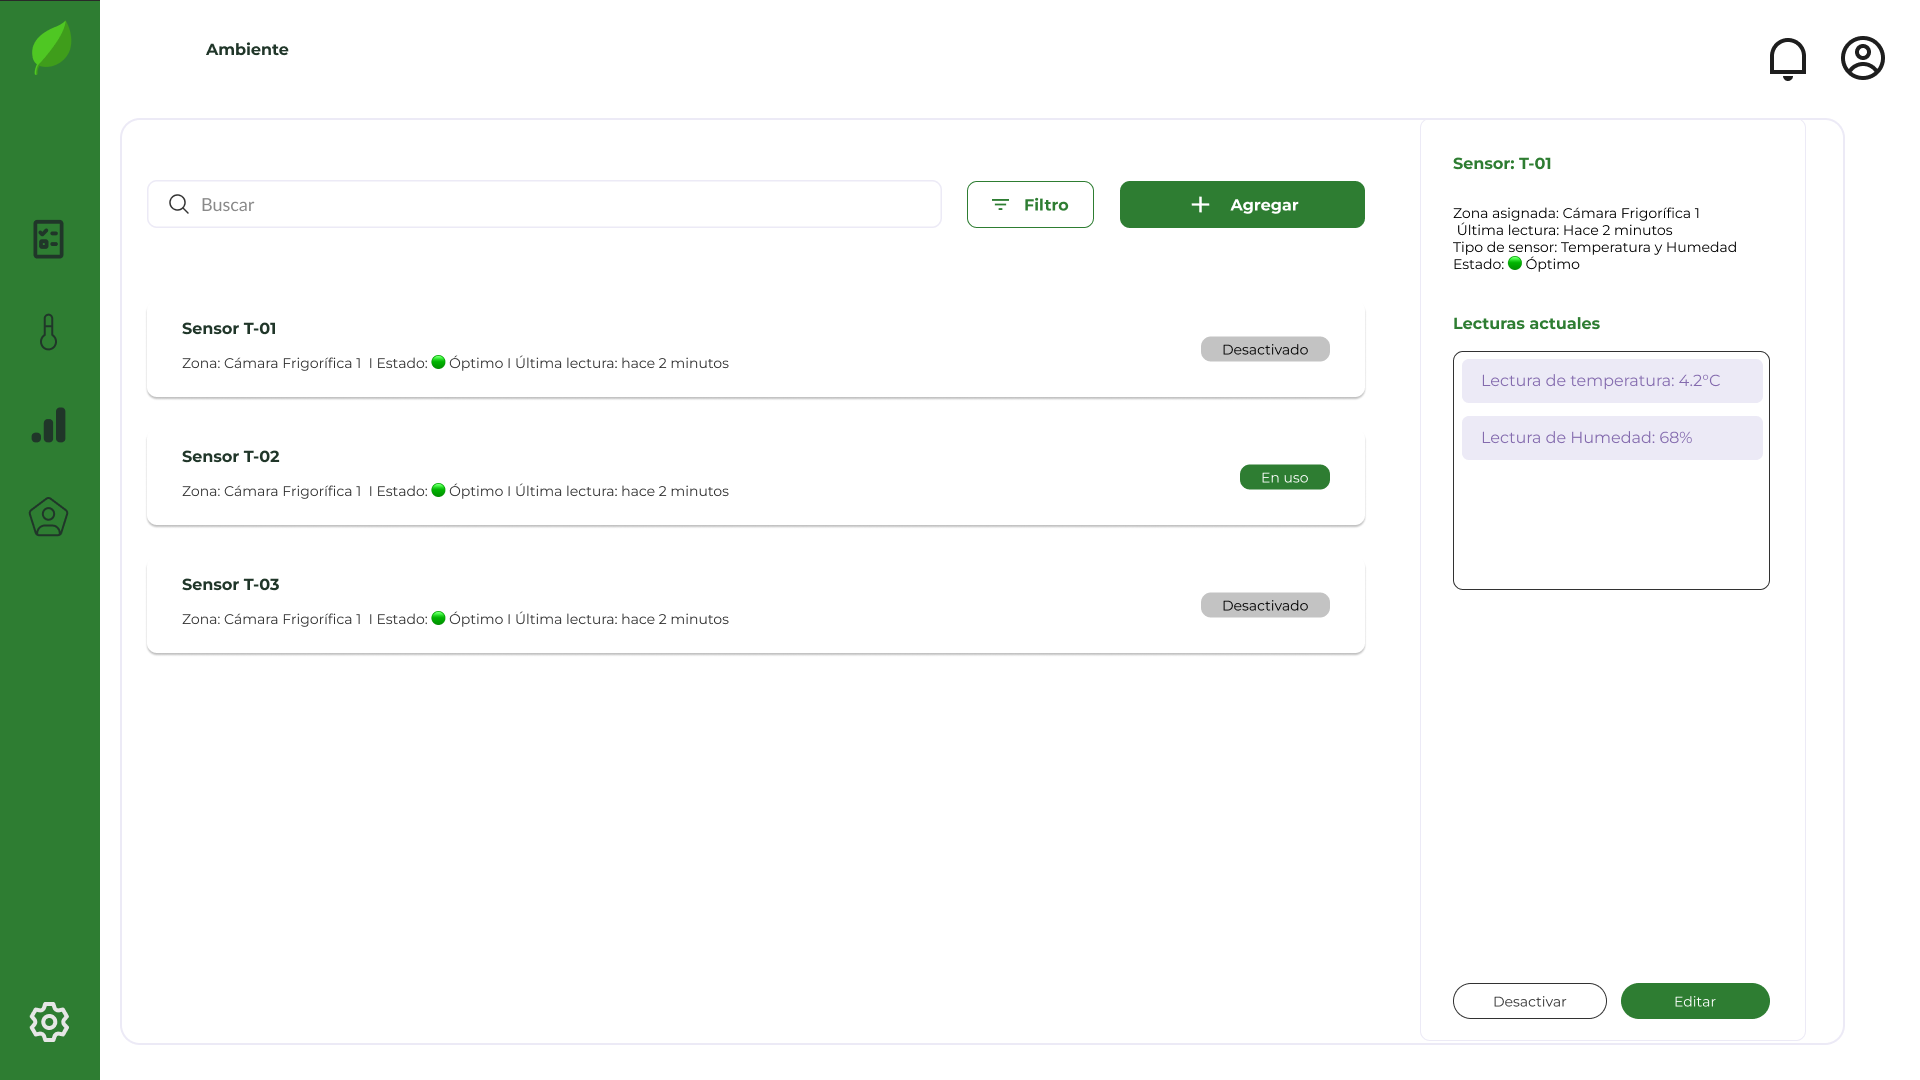 Ambiente
Buscar
Filtro
Agregar
Sensor T-01
Zona: Cámara Frigorífica 1 I Estado: Óptimo I Última lectura: hace 2 minutos
Desactivado
Sensor T-02
Zona: Cámara Frigorífica 1 I Estado: Óptimo I Última lectura: hace 2 minutos
En uso
Sensor T-03
Zona: Cámara Frigorífica 1 I Estado: Óptimo I Última lectura: hace 2 minutos
Desactivado
Sensor: T-01
Zona asignada: Cámara Frigorífica 1
Última lectura: Hace 2 minutos
Tipo de sensor: Temperatura y Humedad
Estado: Óptimo
Lecturas actuales
Lectura de temperatura: 4.2°C
Lectura de Humedad: 68%
Desactivar
Editar